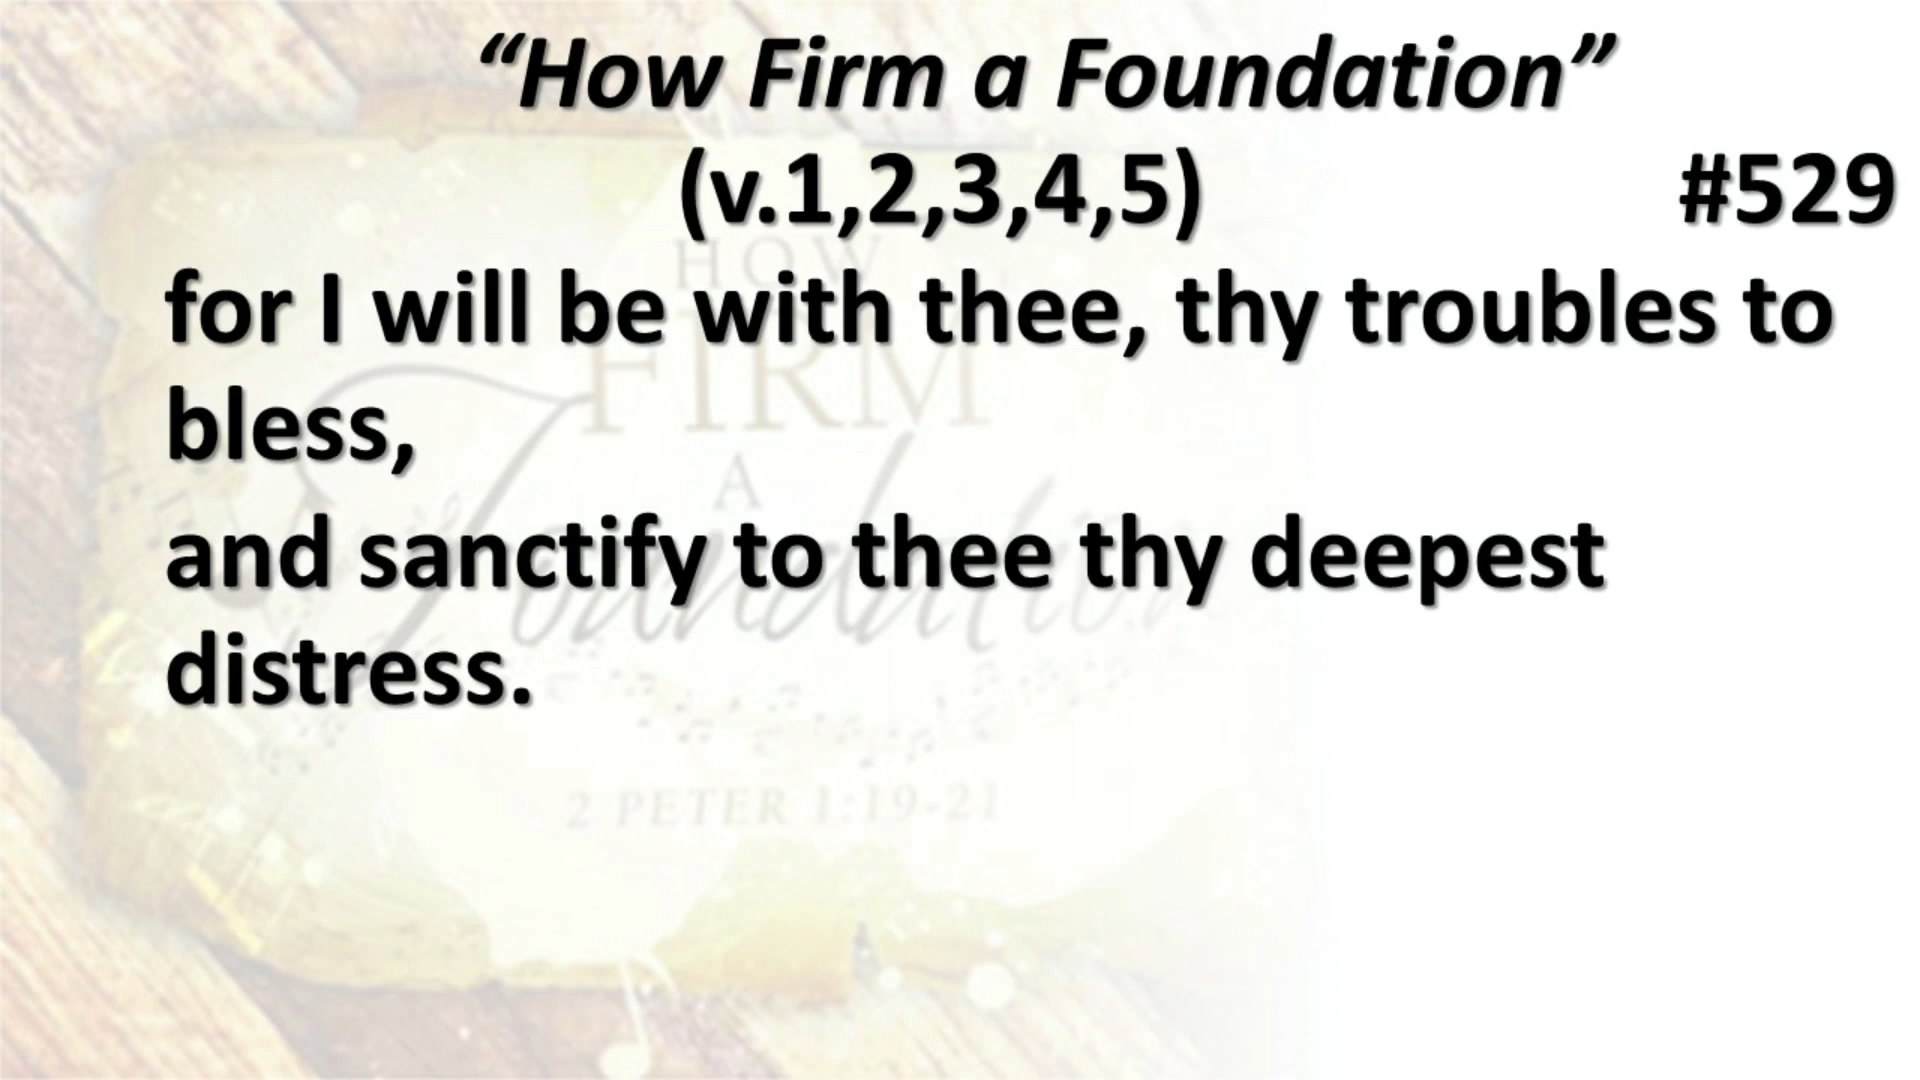 “How Firm a Foundation”
(v.1,2,3,4,5) #529
for I will be with thee, thy troubles to
bless,
and sanctify to thee thy deepest
distress.
HOW
FIRM
A
Foundation
2 PETER 1:19-21